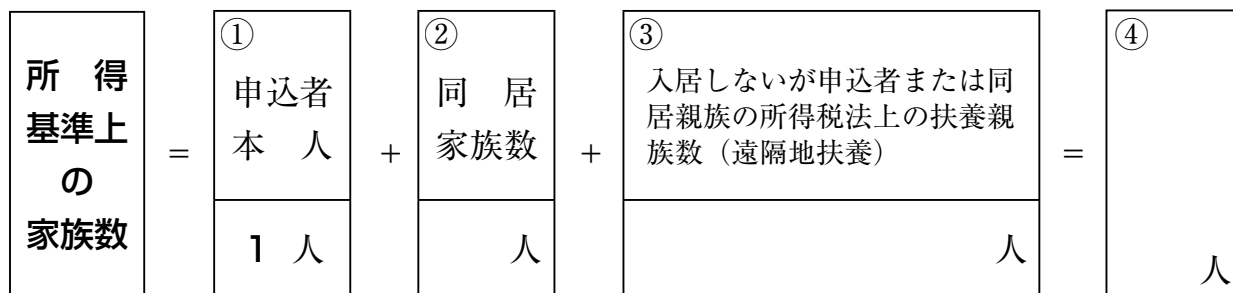 所 得
基準上
の
家族数
=
①
申込者
本 人
1 人
+
②
同 居
家族数
人
+
③
入居しないが申込者または同
居親族の所得税法上の扶養親
族数（遠隔地扶養）
人
=
④
人